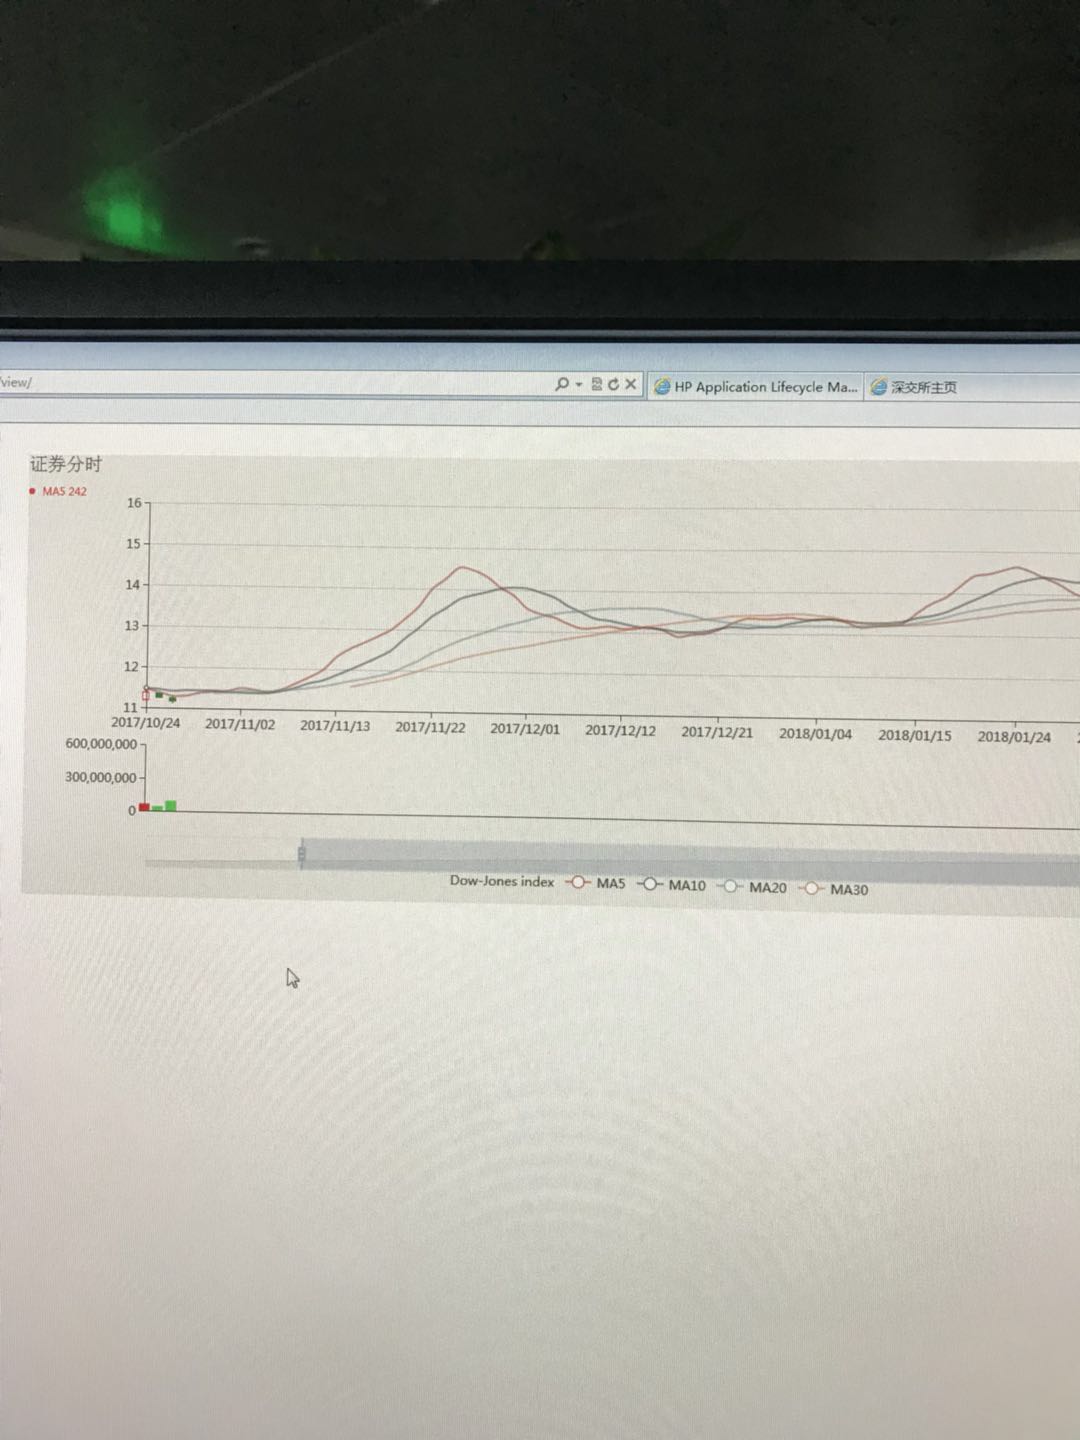 /view/
HP Application Lifecycle Ma...
深交所主页
证券分时
MA5 242
16
15
14
13
12
11
2017/10/24 2017/11/02 2017/11/13 2017/11/22 2017/12/01 2017/12/12 2017/12/21 2018/01/04 2018/01/15 2018/01/24
600,000,000
300,000,000
0
Dow-Jones index MA5 MA10 MA20 MA30